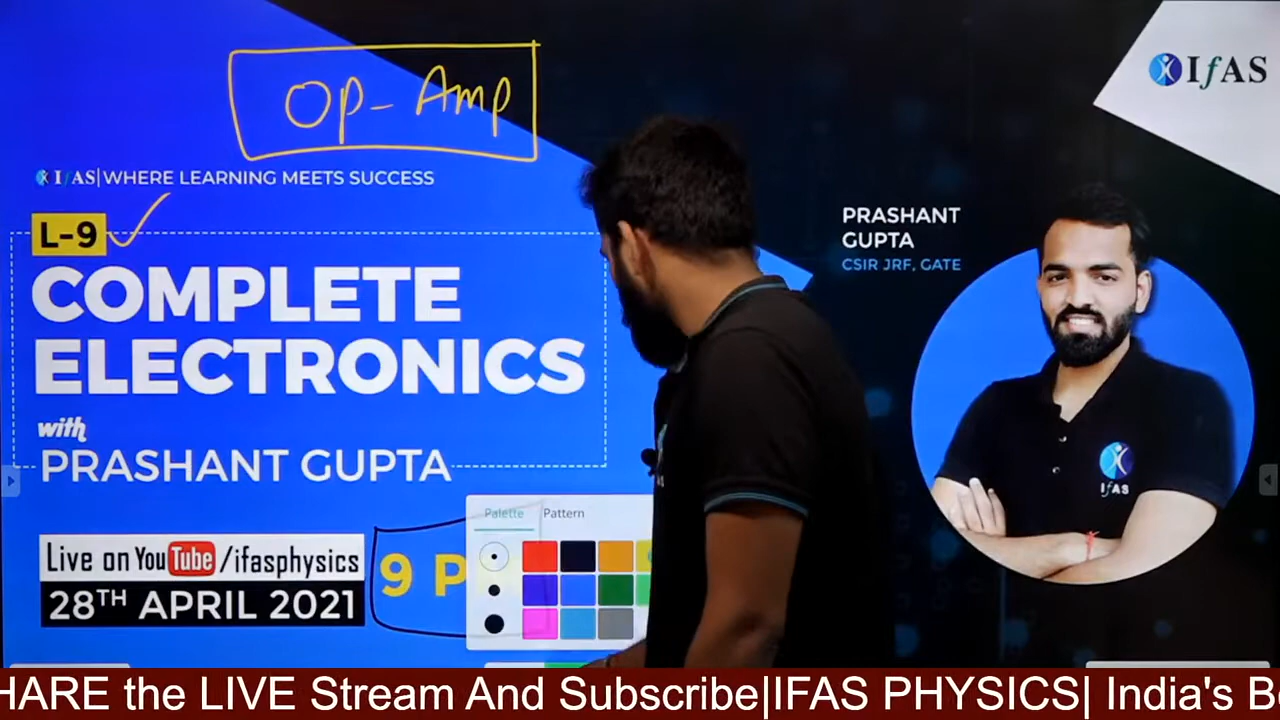 Op-Amp
IfAS
IfAS|WHERE LEARNING MEETS SUCCESS
L-9
COMPLETE
ELECTRONICS
with
PRASHANT GUPTA
PRASHANT
GUPTA
CSIR JRF, GATE
IfAS
Palette Pattern
Live on YouTube/ifasphysics
9 P
28TH APRIL 2021
HARE the LIVE Stream And Subscribe|IFAS PHYSICS| India's B